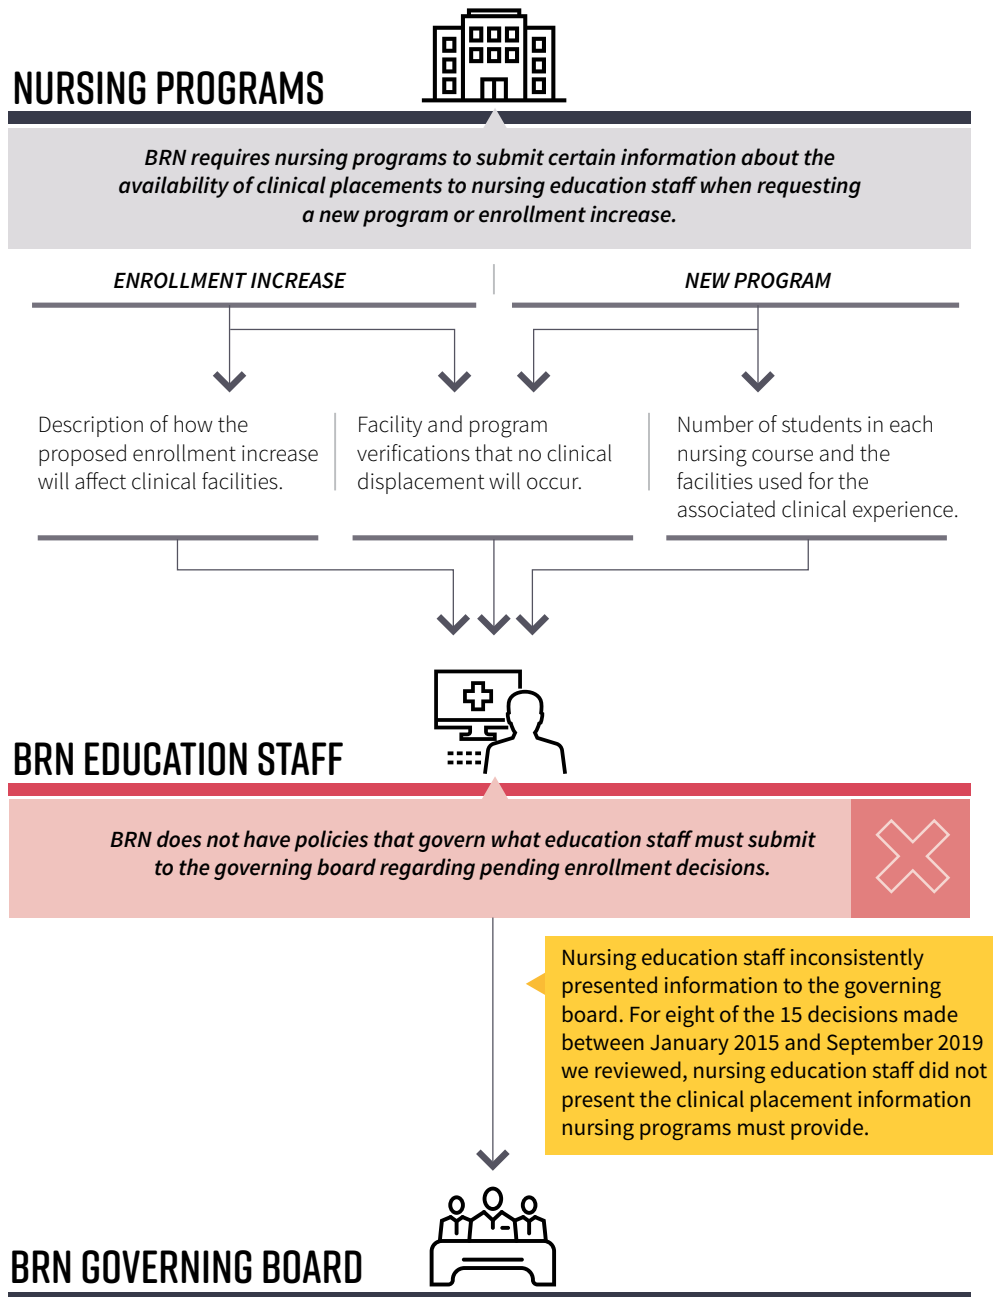 NURSING PROGRAMS
BRN requires nursing programs to submit certain information about the
availability of clinical placements to nursing education staff when requesting
a new program or enrollment increase.
ENROLLMENT INCREASE
NEW PROGRAM
Description of how the
proposed enrollment increase
will affect clinical facilities.
Facility and program
verifications that no clinical
displacement will occur.
Number of students in each
nursing course and the
facilities used for the
associated clinical experience.
BRN EDUCATION STAFF
BRN does not have policies that govern what education staff must submit
to the governing board regarding pending enrollment decisions.
Nursing education staff inconsistently
presented information to the governing
board. For eight of the 15 decisions made
between January 2015 and September 2019
we reviewed, nursing education staff did not
present the clinical placement information
nursing programs must provide.
BRN GOVERNING BOARD